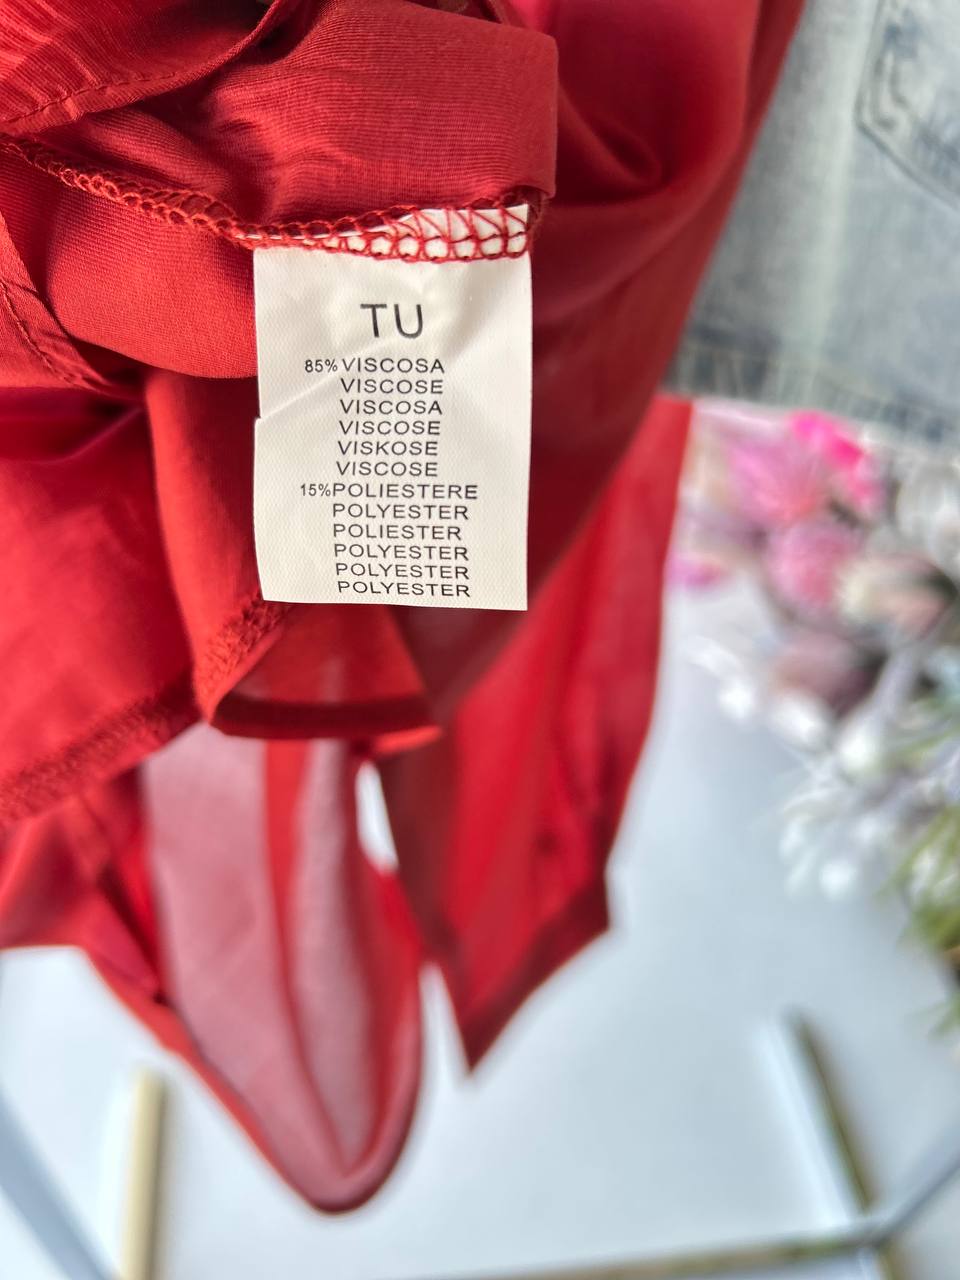 TU
85% VISCOSA
VISCOSE
VISCOSA
VISCOSE
VISKOSE
VISCOSE
15% POLIESTERE
POLYESTER
POLIESTER
POLYESTER
POLYESTER
POLYESTER